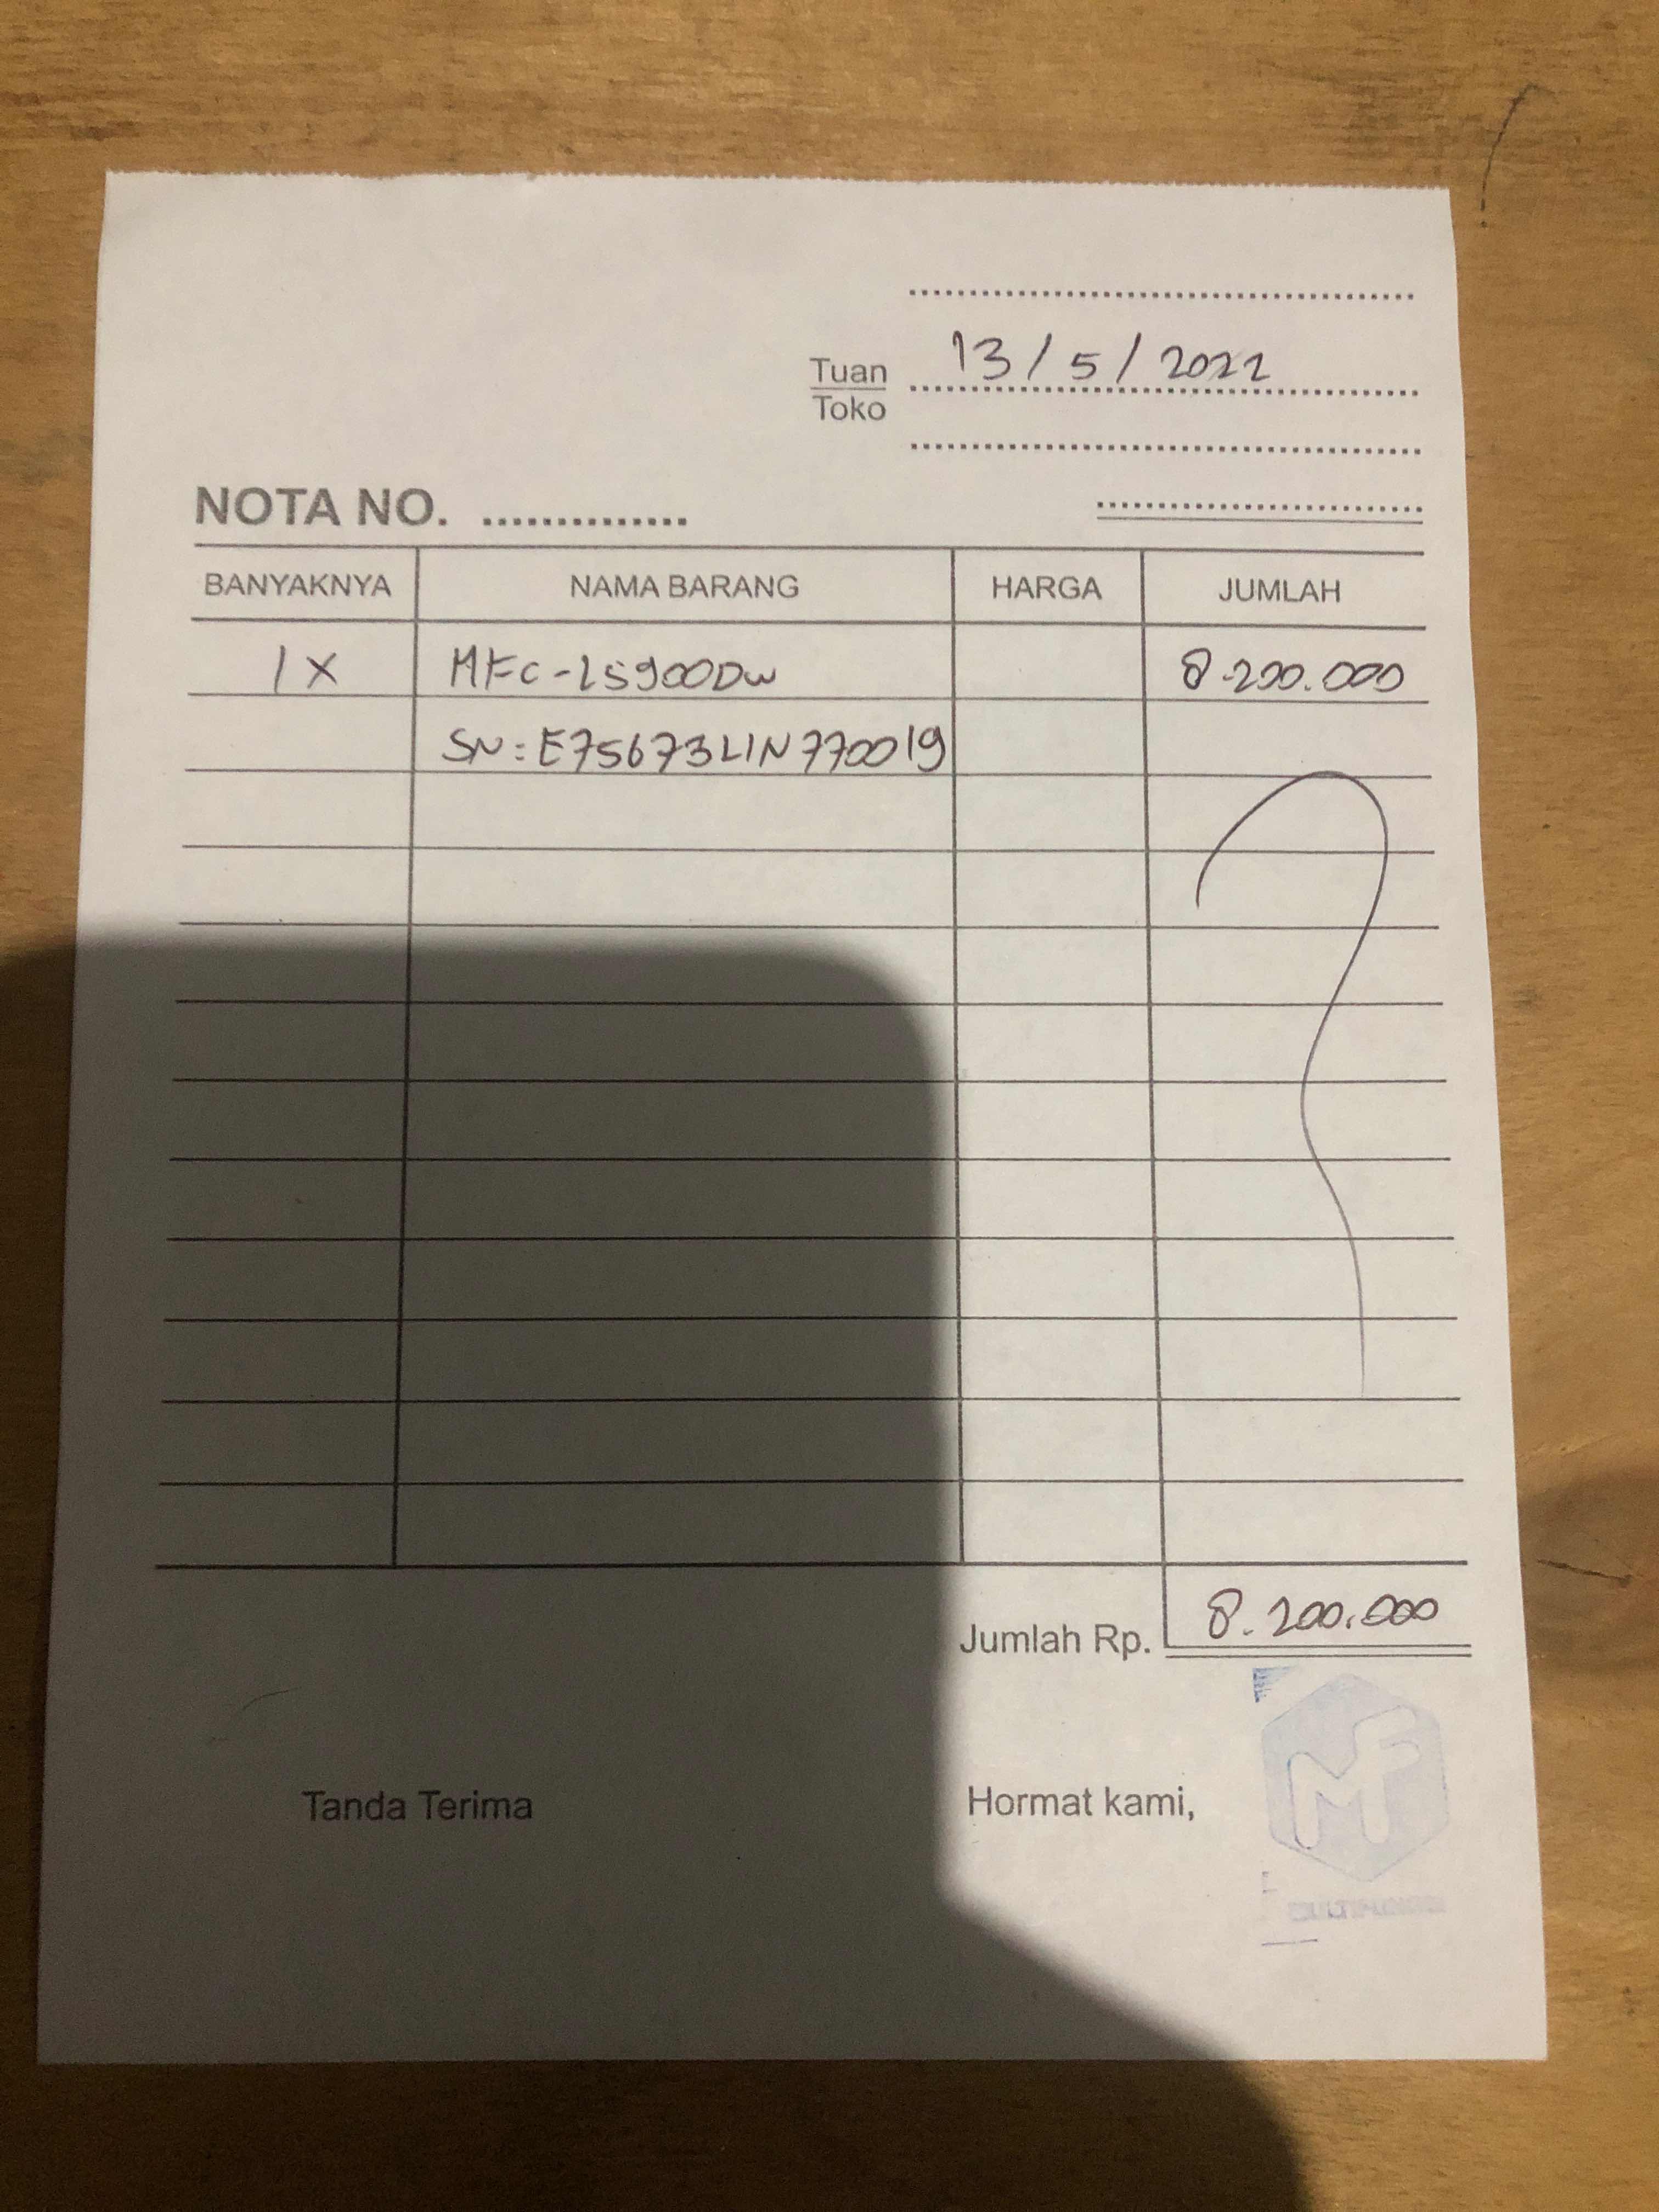 13/5/2022
Tuan
Toko
NOTA NO. ..............
BANYAKNYA NAMA BARANG HARGA JUMLAH
1X MFC-L5900DW 8.200.000
SN: E75673L1N770019
Jumlah Rp. 8.200.000
Tanda Terima Hormat kami,
MF